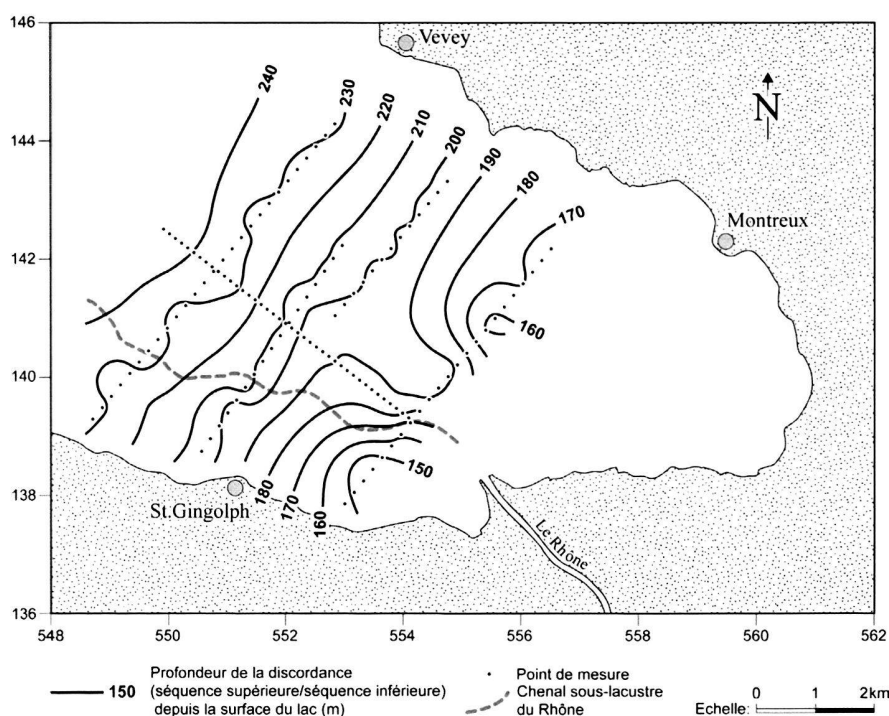 146
144
142
140
138
136
548
550
552
554
556
558
560
562
Vevey
N
Montreux
St.Gingolph
Le Rhône
240
230
220
210
200
190
180
170
160
150
180
170
160
150 Profondeur de la discordance
(séquence supérieure/séquence inférieure)
depuis la surface du lac (m)
Point de mesure
Chenal sous-lacustre
du Rhône
Echelle: 0 1 2km